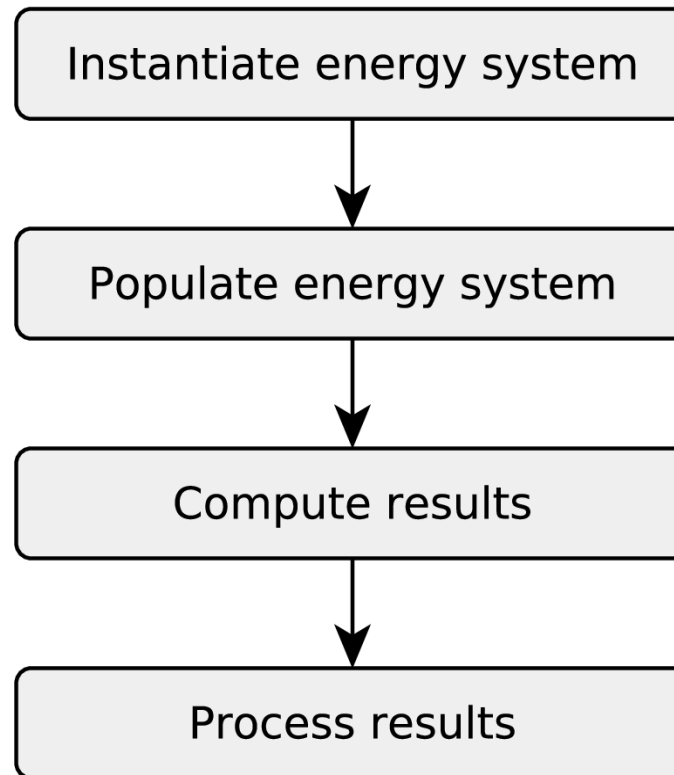 Instantiate energy system
Populate energy system
Compute results
Process results